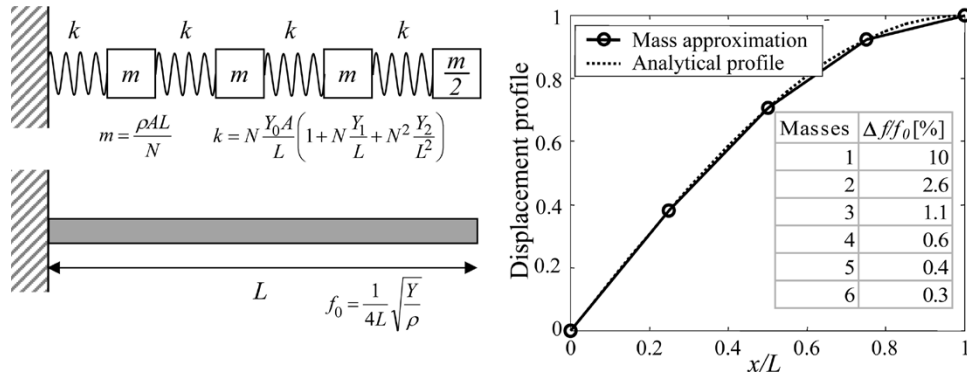 k k k k
m m m m/2
m = ρAL/N
k = N Y₀A/L (1 + N Y₁/L + N² Y₂/L²)
L
f₀ = 1/4L √Y/ρ
Displacement profile
1
0.8
0.6
0.4
0.2
0
Mass approximation
Analytical profile
Masses Δf/f₀[%]
1 10
2 2.6
3 1.1
4 0.6
5 0.4
6 0.3
0 0.2 0.4 0.6 0.8 1
x/L